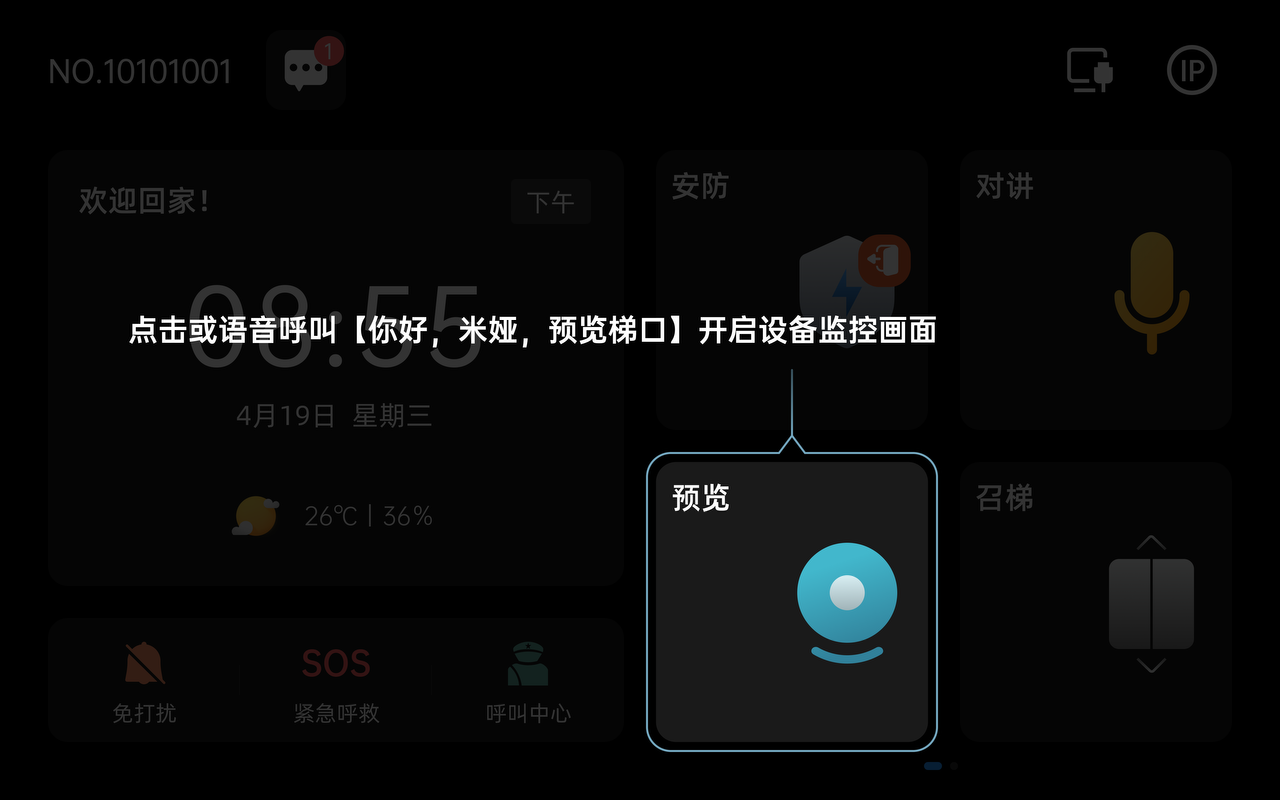 NO.10101001
1
IP
欢迎回家!
下午
安防
对讲
08:55
点击或语音呼叫【你好，米娅，预览梯口】开启设备监控画面
4月19日 星期三
预览
召梯
26℃ | 36%
SOS
免打扰
紧急呼救
呼叫中心